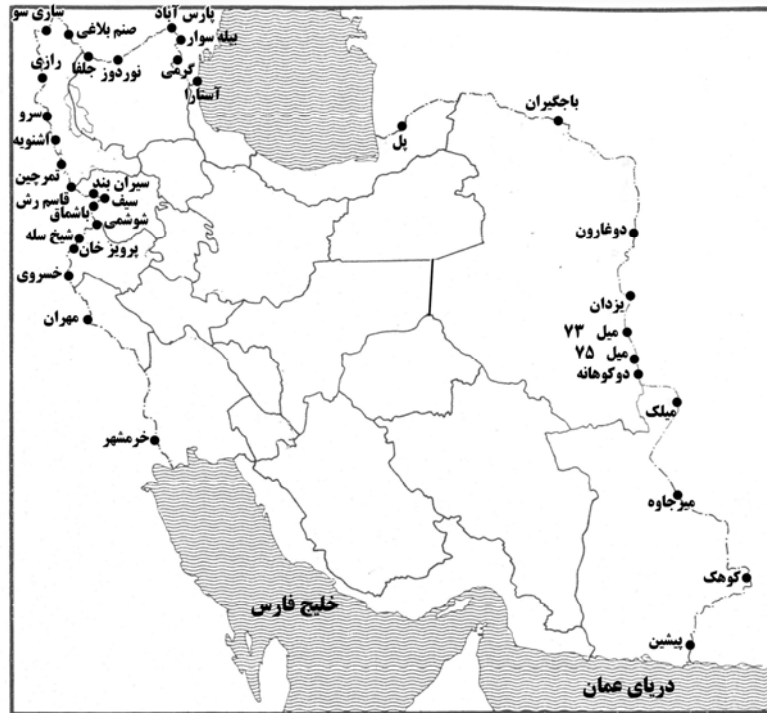 ساری سو
صنم بلاغی
پارس آباد
بیله سوار
رازی
جلفا
نوردوز
گرمی
آستارا
سرو
اشنویه
تمرچین
سیران بند
سیف
قاسم رش
باشماق
شوشمی
شیخ سله
پرویز خان
خسروی
مهران
خرمشهر
پل
باجگیران
دوغارون
یزدان
میل ۷۳
میل ۷۵
دوکوهانه
میلک
میرجاوه
کوهک
پیشین
خلیج فارس
دریای عمان